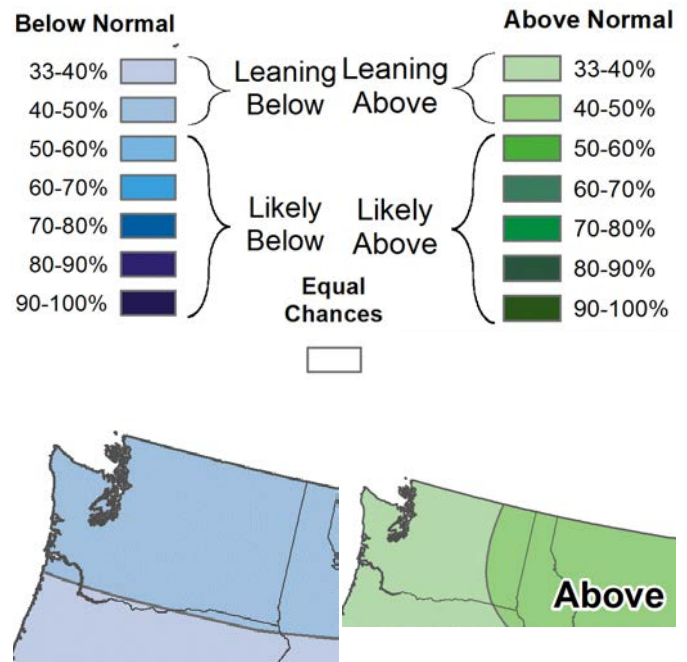 Below Normal
33-40%
40-50%
50-60%
60-70%
70-80%
80-90%
90-100%
Leaning
Below
Likely
Below
Above Normal
33-40%
40-50%
50-60%
60-70%
70-80%
80-90%
90-100%
Leaning
Above
Likely
Above
Equal
Chances
Above